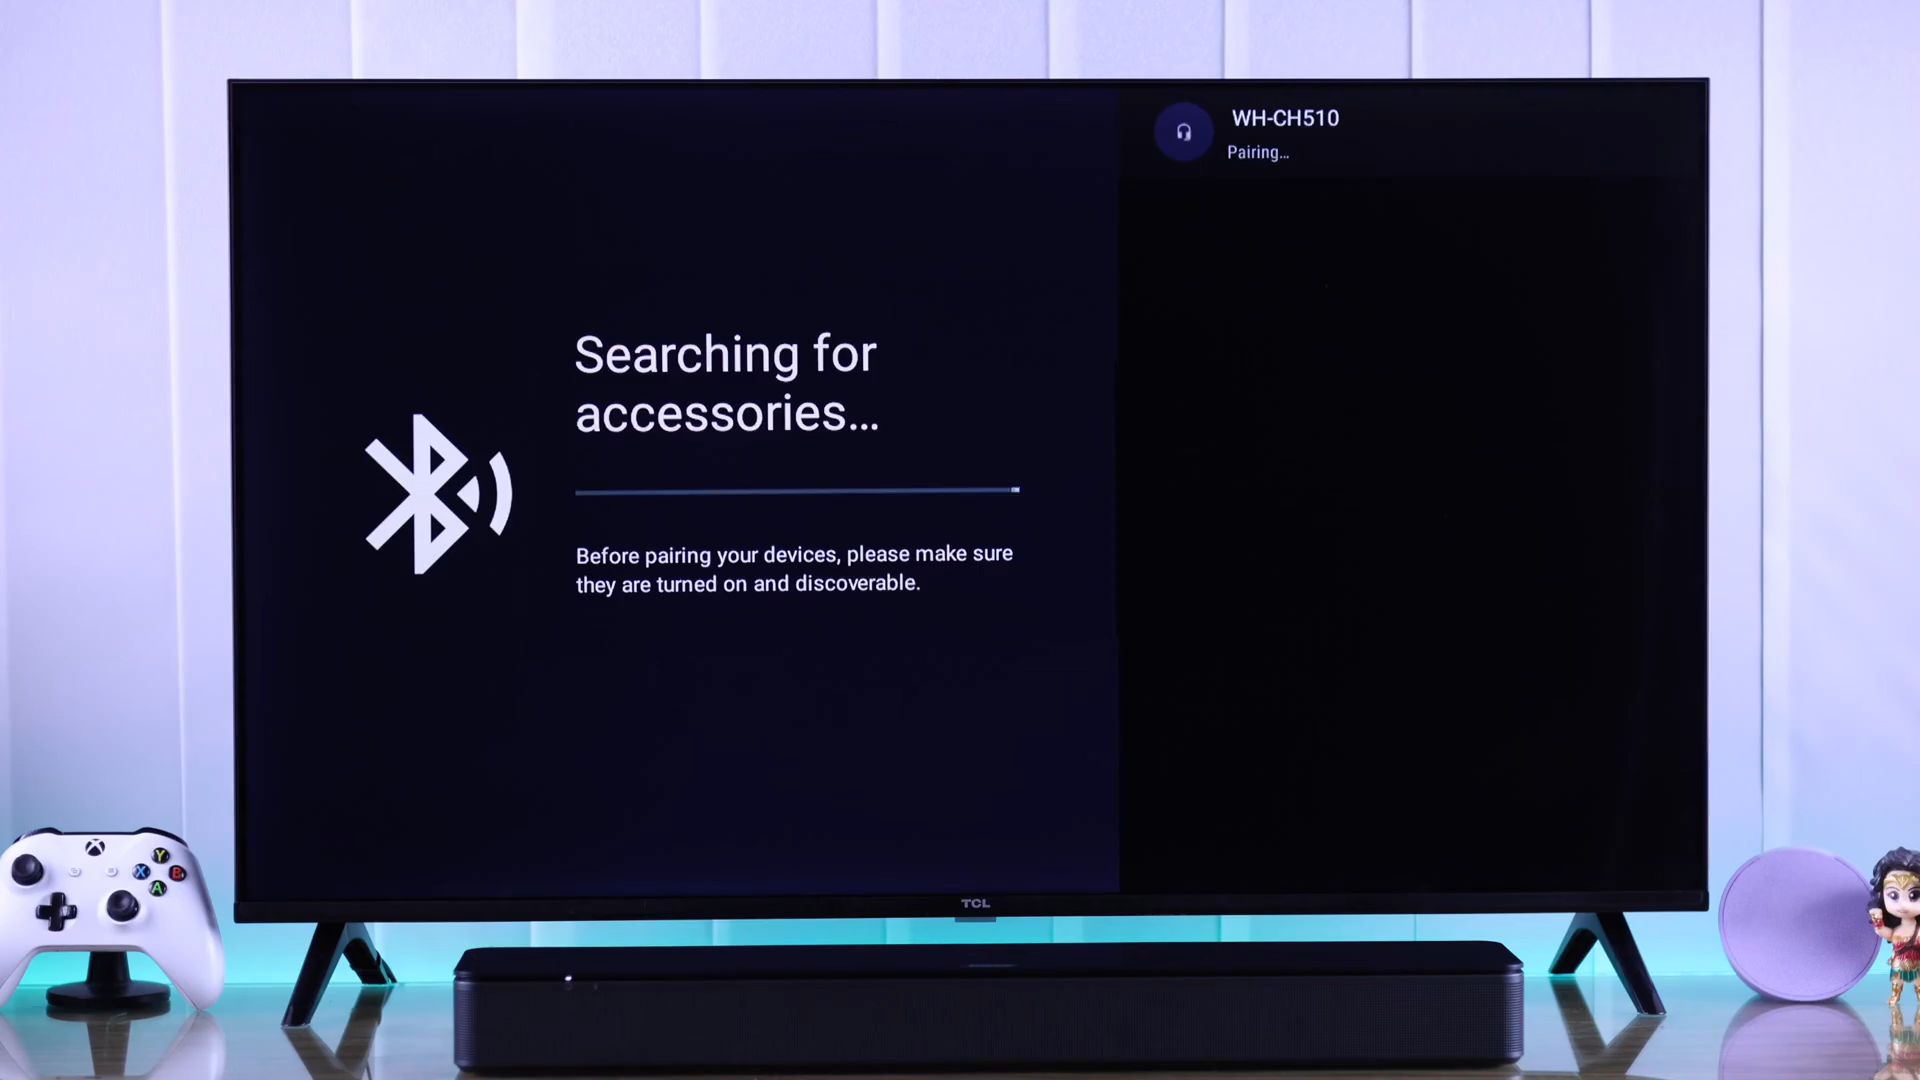 WH-CH510
Pairing...
Searching for
accessories...
Before pairing your devices, please make sure
they are turned on and discoverable.
TCL
Y
X
B
A